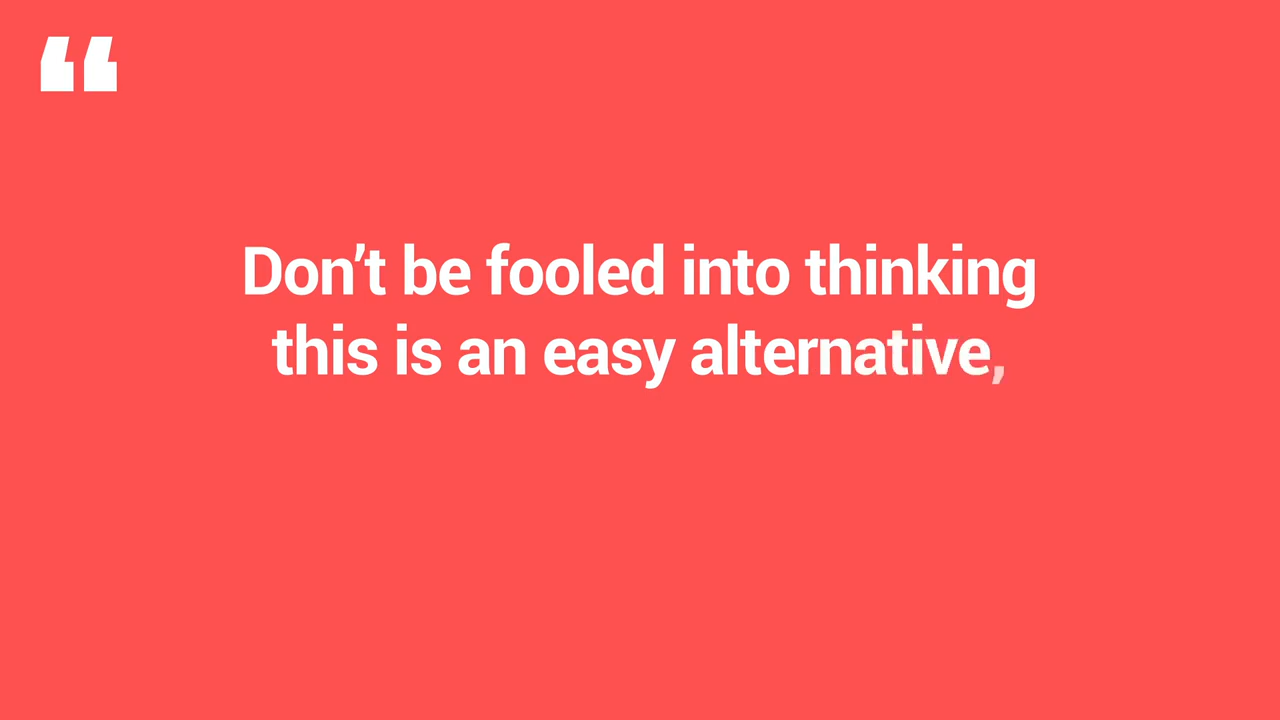 “
Don’t be fooled into thinking
this is an easy alternative,